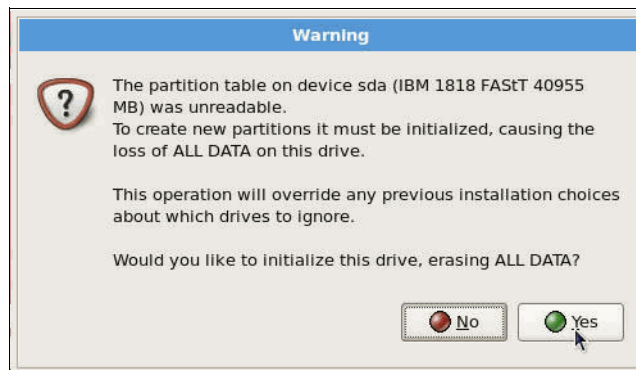 Warning
The partition table on device sda (IBM 1818 FAStT 40955
MB) was unreadable.
To create new partitions it must be initialized, causing the
loss of ALL DATA on this drive.
This operation will override any previous installation choices
about which drives to ignore.
Would you like to initialize this drive, erasing ALL DATA?
No Yes